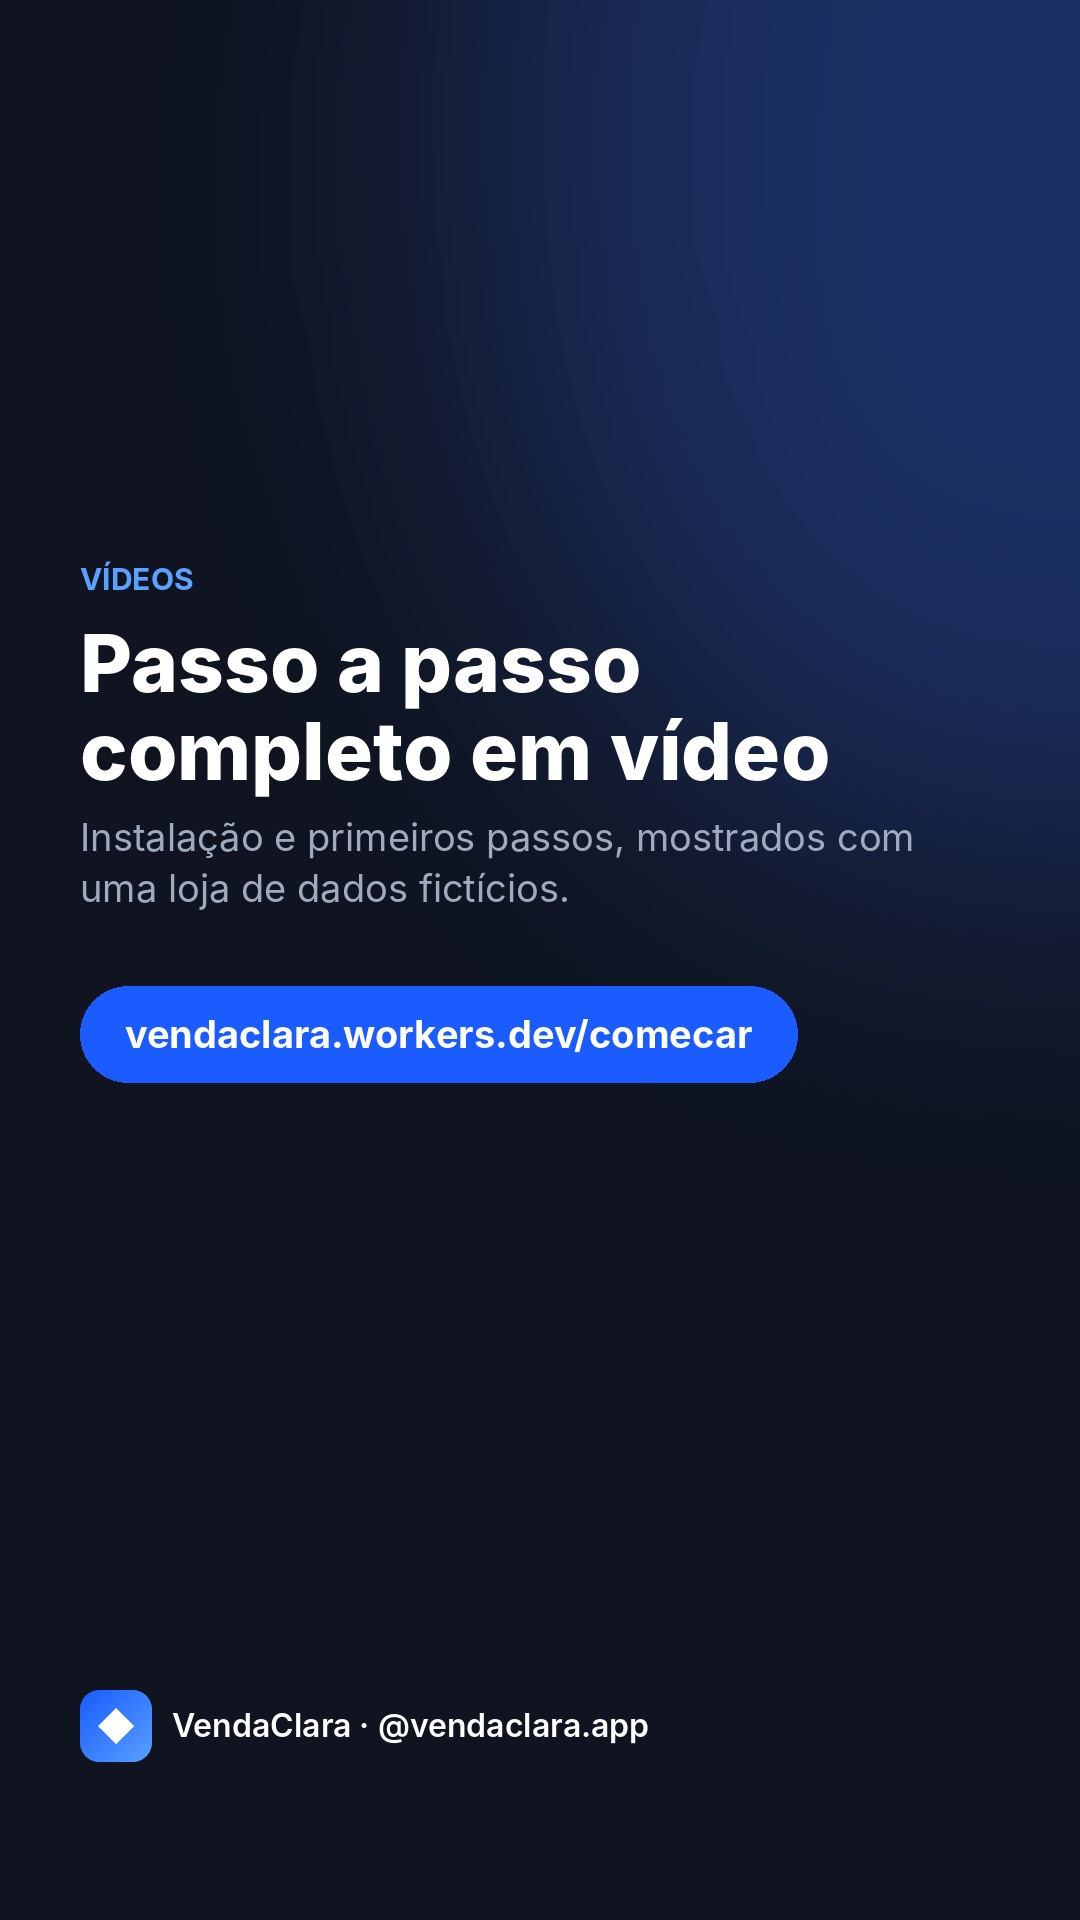 VÍDEOS
Passo a passo
completo em vídeo
Instalação e primeiros passos, mostrados com
uma loja de dados fictícios.
vendaclara.workers.dev/comecar
VendaClara · @vendaclara.app